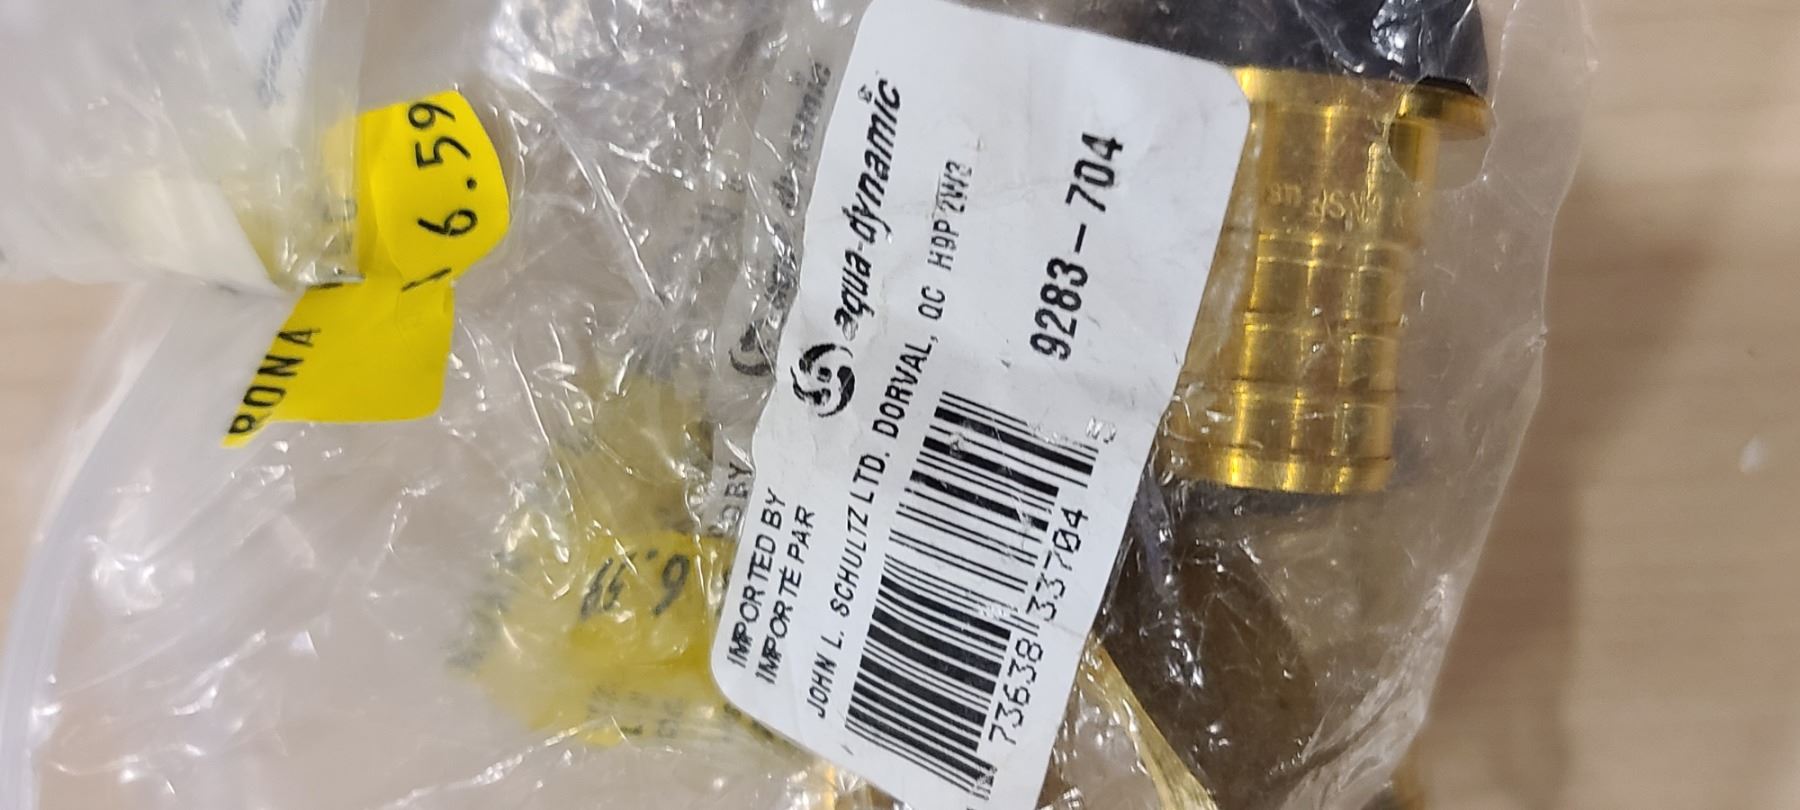 RONA
6.59
aqua-dynamic®
IMPORTED BY
IMPORTÉ PAR
JOHN L. SCHULTZ LTD. DORVAL, QC H9P 2W3
9283-704
73638 33704 5